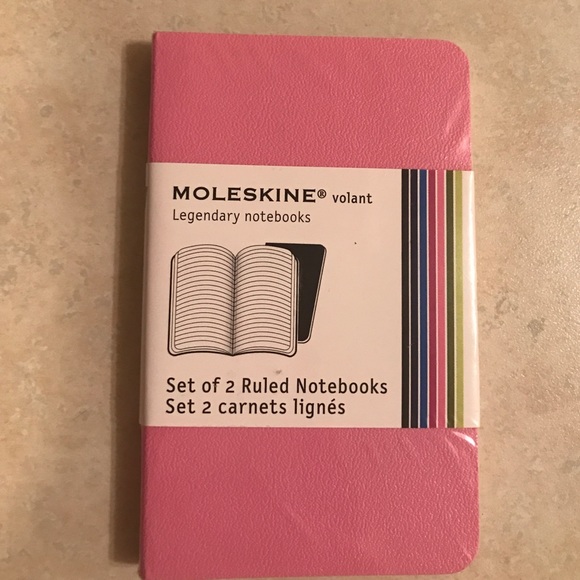 MOLESKINE® volant
Legendary notebooks
Set of 2 Ruled Notebooks
Set 2 carnets lignés